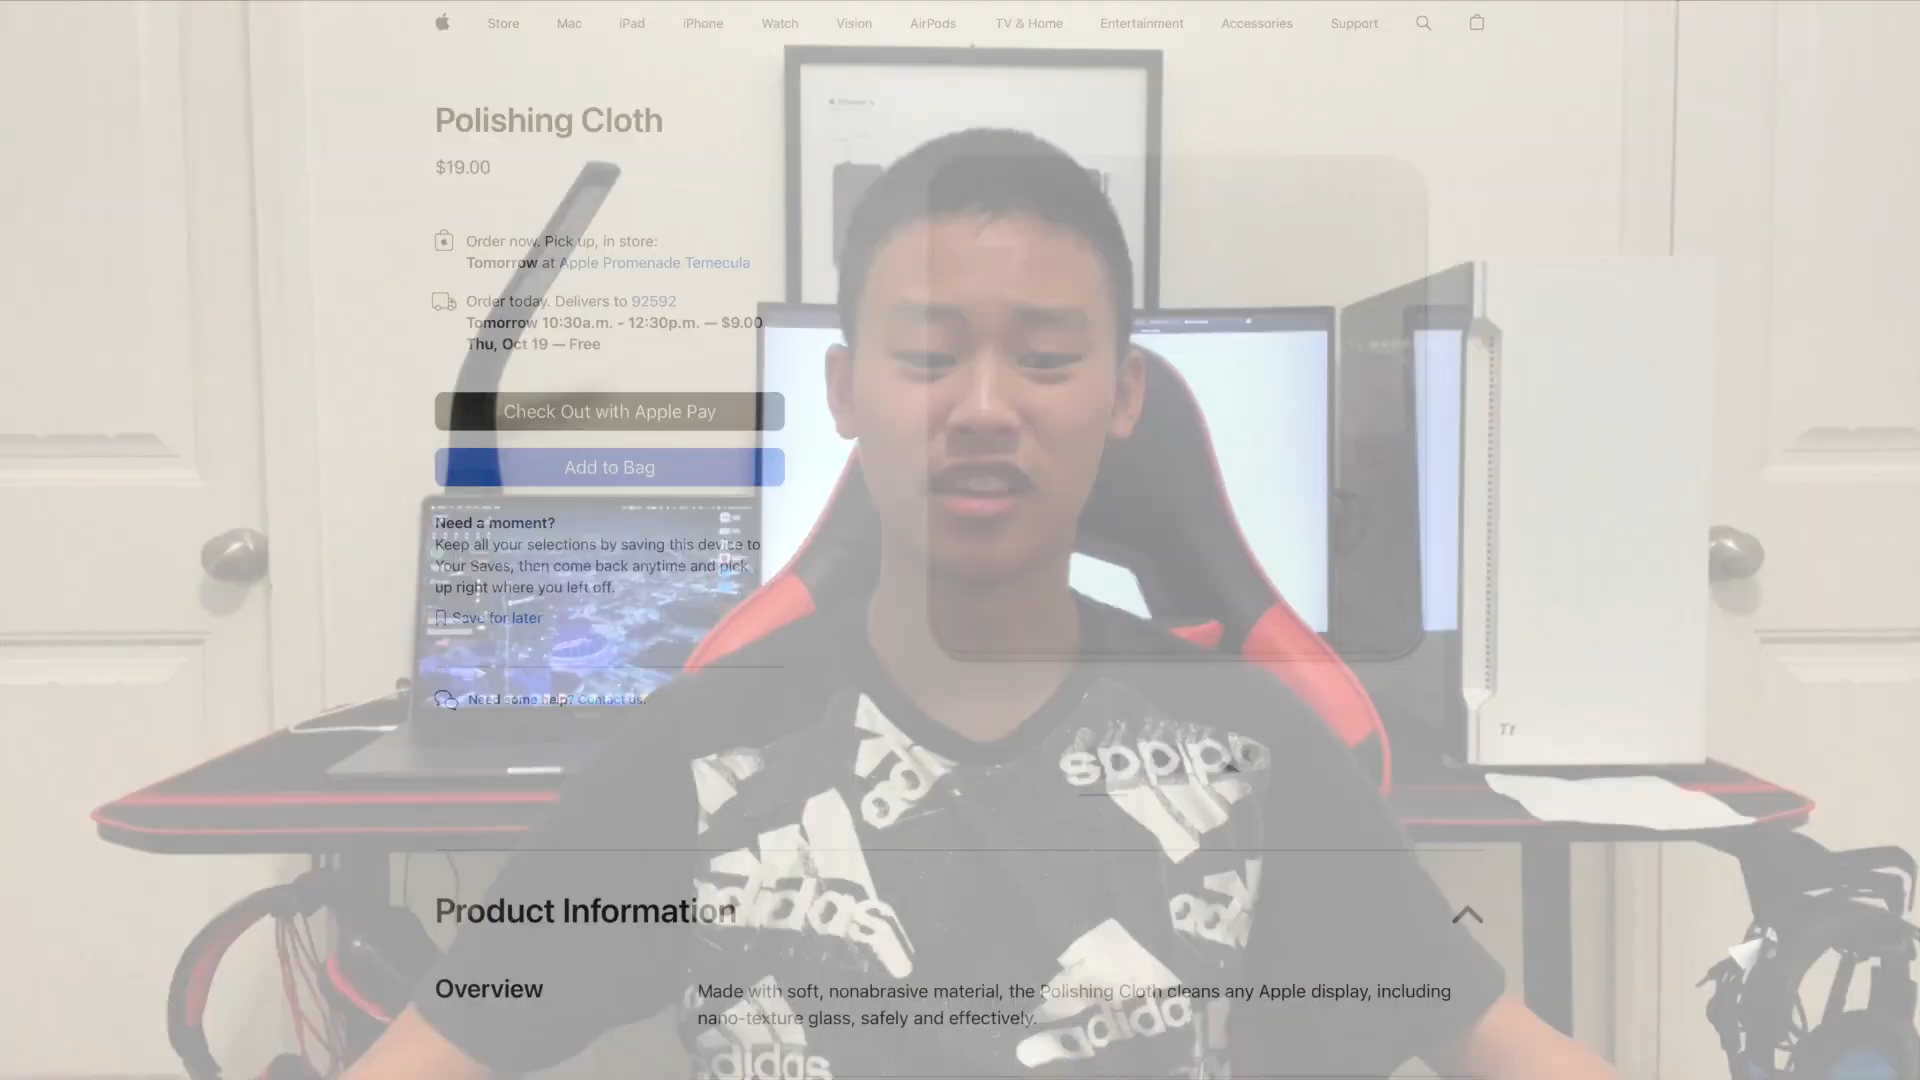 Store Mac iPad iPhone Watch Vision AirPods TV & Home Entertainment Accessories Support
Polishing Cloth
$19.00
Order now. Pick up, in store:
Tomorrow at Apple Promenade Temecula
Order today. Delivers to 92592
Tomorrow 10:30a.m. - 12:30p.m. — $9.00
Thu, Oct 19 — Free
Check Out with Apple Pay
Add to Bag
Need a moment?
Keep all your selections by saving this device to
Your Saves, then come back anytime and pick
up right where you left off.
Save for later
Need some help? Contact us.
Tt
adidas
adidas
adidas
Product Information
Overview
Made with soft, nonabrasive material, the Polishing Cloth cleans any Apple display, including
nano-texture glass, safely and effectively.
adidas